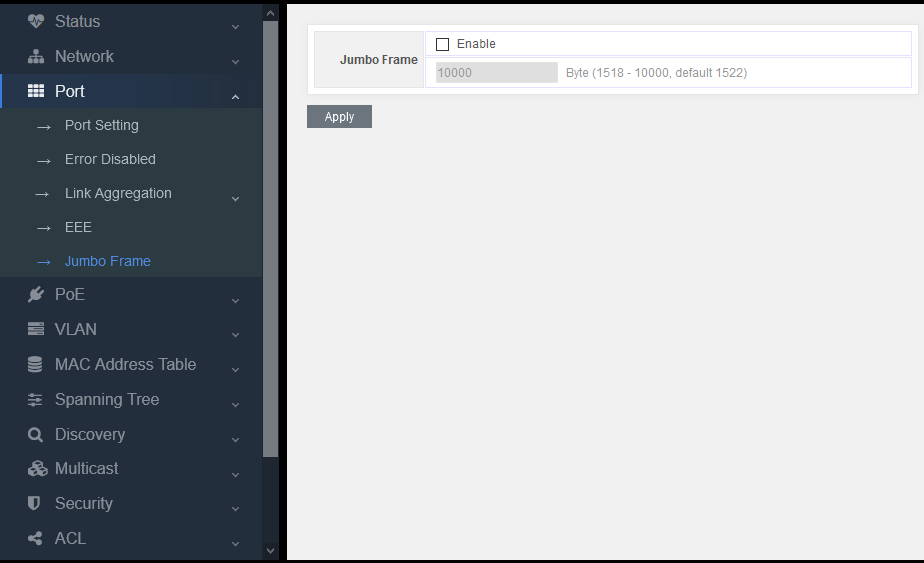 Status
Network
Port
Port Setting
Error Disabled
Link Aggregation
EEE
Jumbo Frame
PoE
VLAN
MAC Address Table
Spanning Tree
Discovery
Multicast
Security
ACL
Jumbo Frame
Enable
10000 Byte (1518 - 10000, default 1522)
Apply